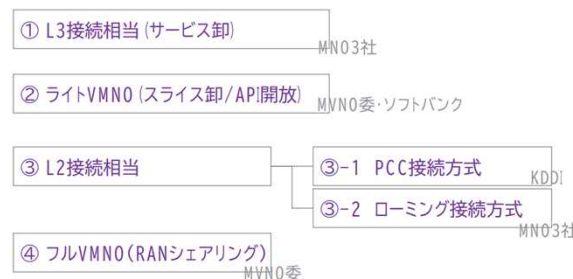 ① L3接続相当(サービス卸)
MNO3社
② ライトVMNO(スライス卸/API開放)
MVNO委・ソフトバンク
③ L2接続相当
③-1 PCC接続方式
KDDI
③-2 ローミング接続方式
MNO3社
④ フルVMNO(RANシェアリング)
MVNO委